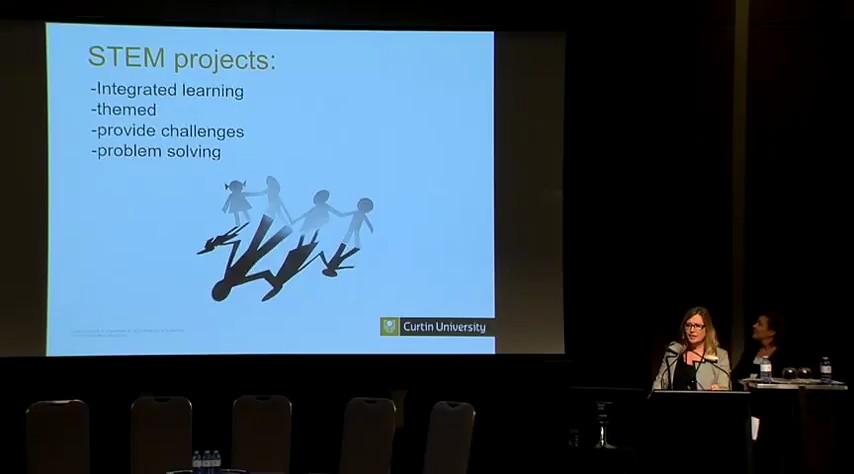 STEM projects:
-Integrated learning
-themed
-provide challenges
-problem solving
Curtin University